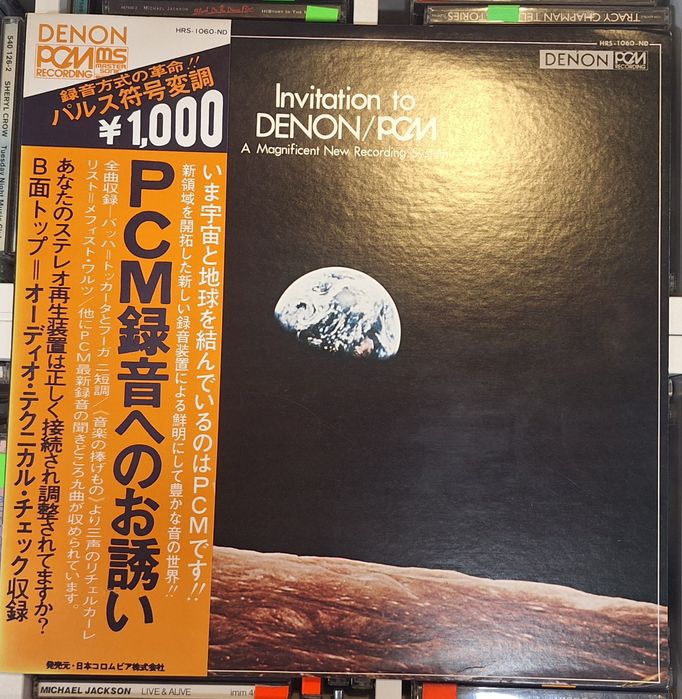 DENON
PCM
RECORDING
MS
MASTER
SONIC
HRS-1060-ND
録音方式の革命!!
パルス符号変調
¥1,000
いま宇宙と地球を結んでいるのはPCMです!!
新領域を開拓した新しい録音装置による鮮明にして豊かな音の世界!!
PCM録音へのお誘い
全曲収録=バッハ=トッカータとフーガ ニ短調/〈音楽の捧げもの〉より三声のリチェルカーレ
リスト=メフィスト・ワルツ/他にPCM最新録音の聞きどころ九曲が収められています。
あなたのステレオ再生装置は正しく接続され調整されてますか?
B面トップ=オーディオ・テクニカル・チェック収録
発売元・日本コロムビア株式会社
HRS-1060-ND
DENON PCM
RECORDING
Invitation to
DENON/PCM
A Magnificent New Recording
TRACY CHAPMAN
540 126-2
SHERYL CROW Tuesday Night Music
MICHAEL JACKSON LIVE & ALIVE imm